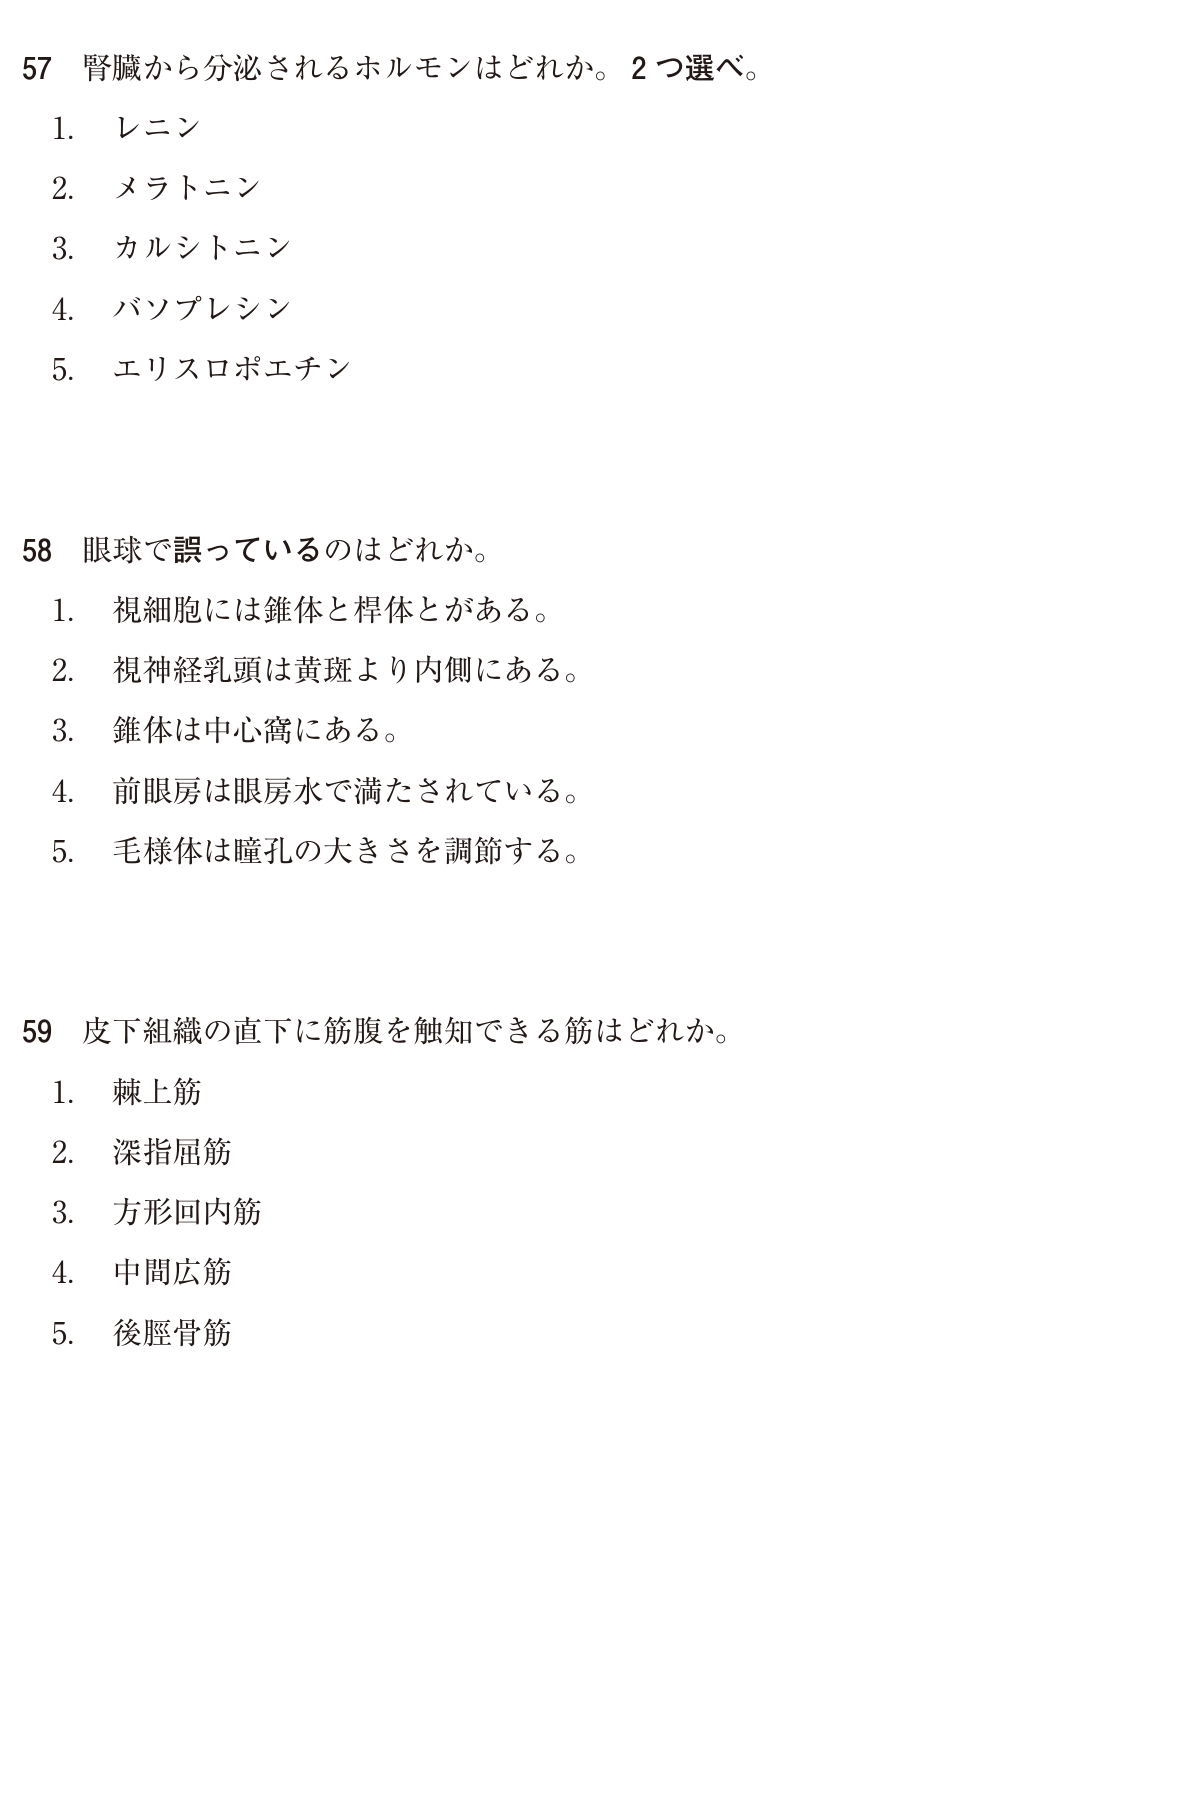 57 腎臓から分泌されるホルモンはどれか。2つ選べ。
1. レニン
2. メラトニン
3. カルシトニン
4. バソプレシン
5. エリスロポエチン
58 眼球で誤っているのはどれか。
1. 視細胞には錐体と桿体とがある。
2. 視神経乳頭は黄斑より内側にある。
3. 錐体は中心窩にある。
4. 前眼房は眼房水で満たされている。
5. 毛様体は瞳孔の大きさを調節する。
59 皮下組織の直下に筋腹を触知できる筋はどれか。
1. 棘上筋
2. 深指屈筋
3. 方形回内筋
4. 中間広筋
5. 後脛骨筋